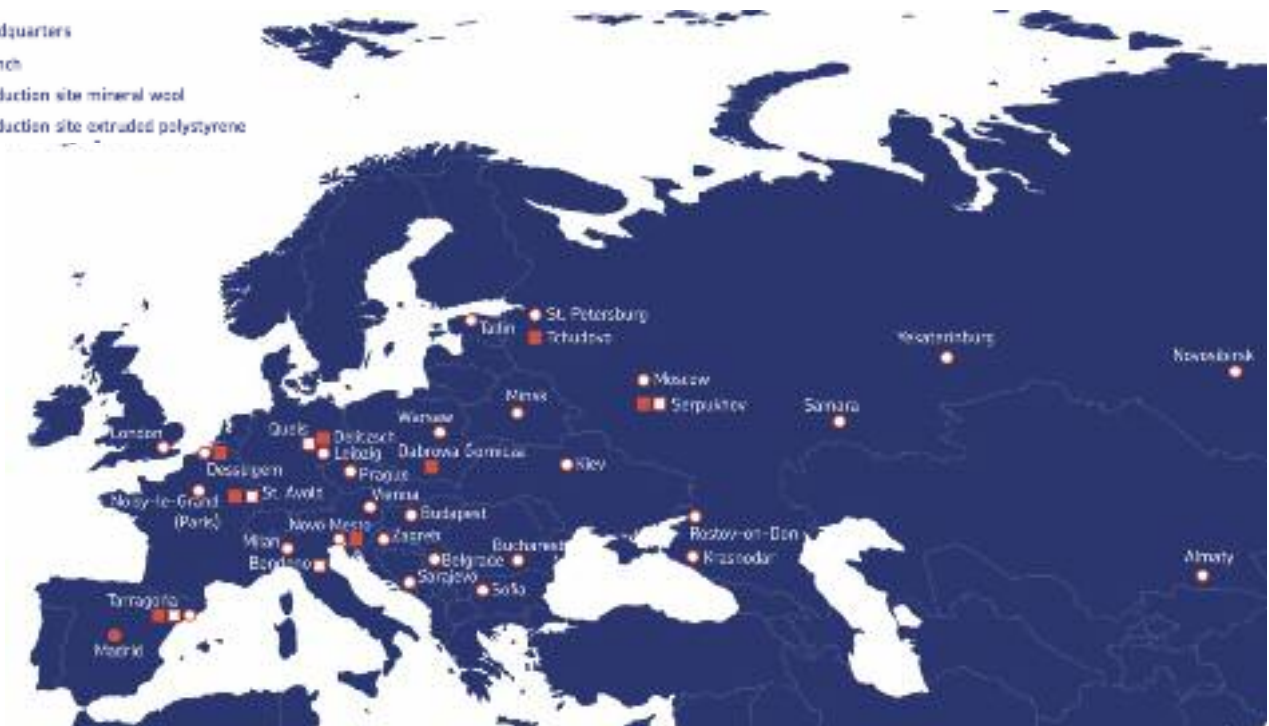 dquarters
nch
duction site mineral wool
duction site extruded polystyrene
St. Petersburg
Tallin
Tchudovo
Yekaterinburg
Novosibirsk
Moscow
Minsk
Serpukhov
Samara
Warsaw
London
Quels
Delitzsch
Leipzig
Dabrowa Gornicza
Kiev
Desselgem
Prague
St. Avold
Vienna
Noisy-le-Grand
(Paris)
Budapest
Novo Mesto
Rostov-on-Don
Milan
Zagreb
Bucharest
Krasnodar
Almaty
Bondeno
Belgrade
Sarajevo
Sofia
Tarragona
Madrid